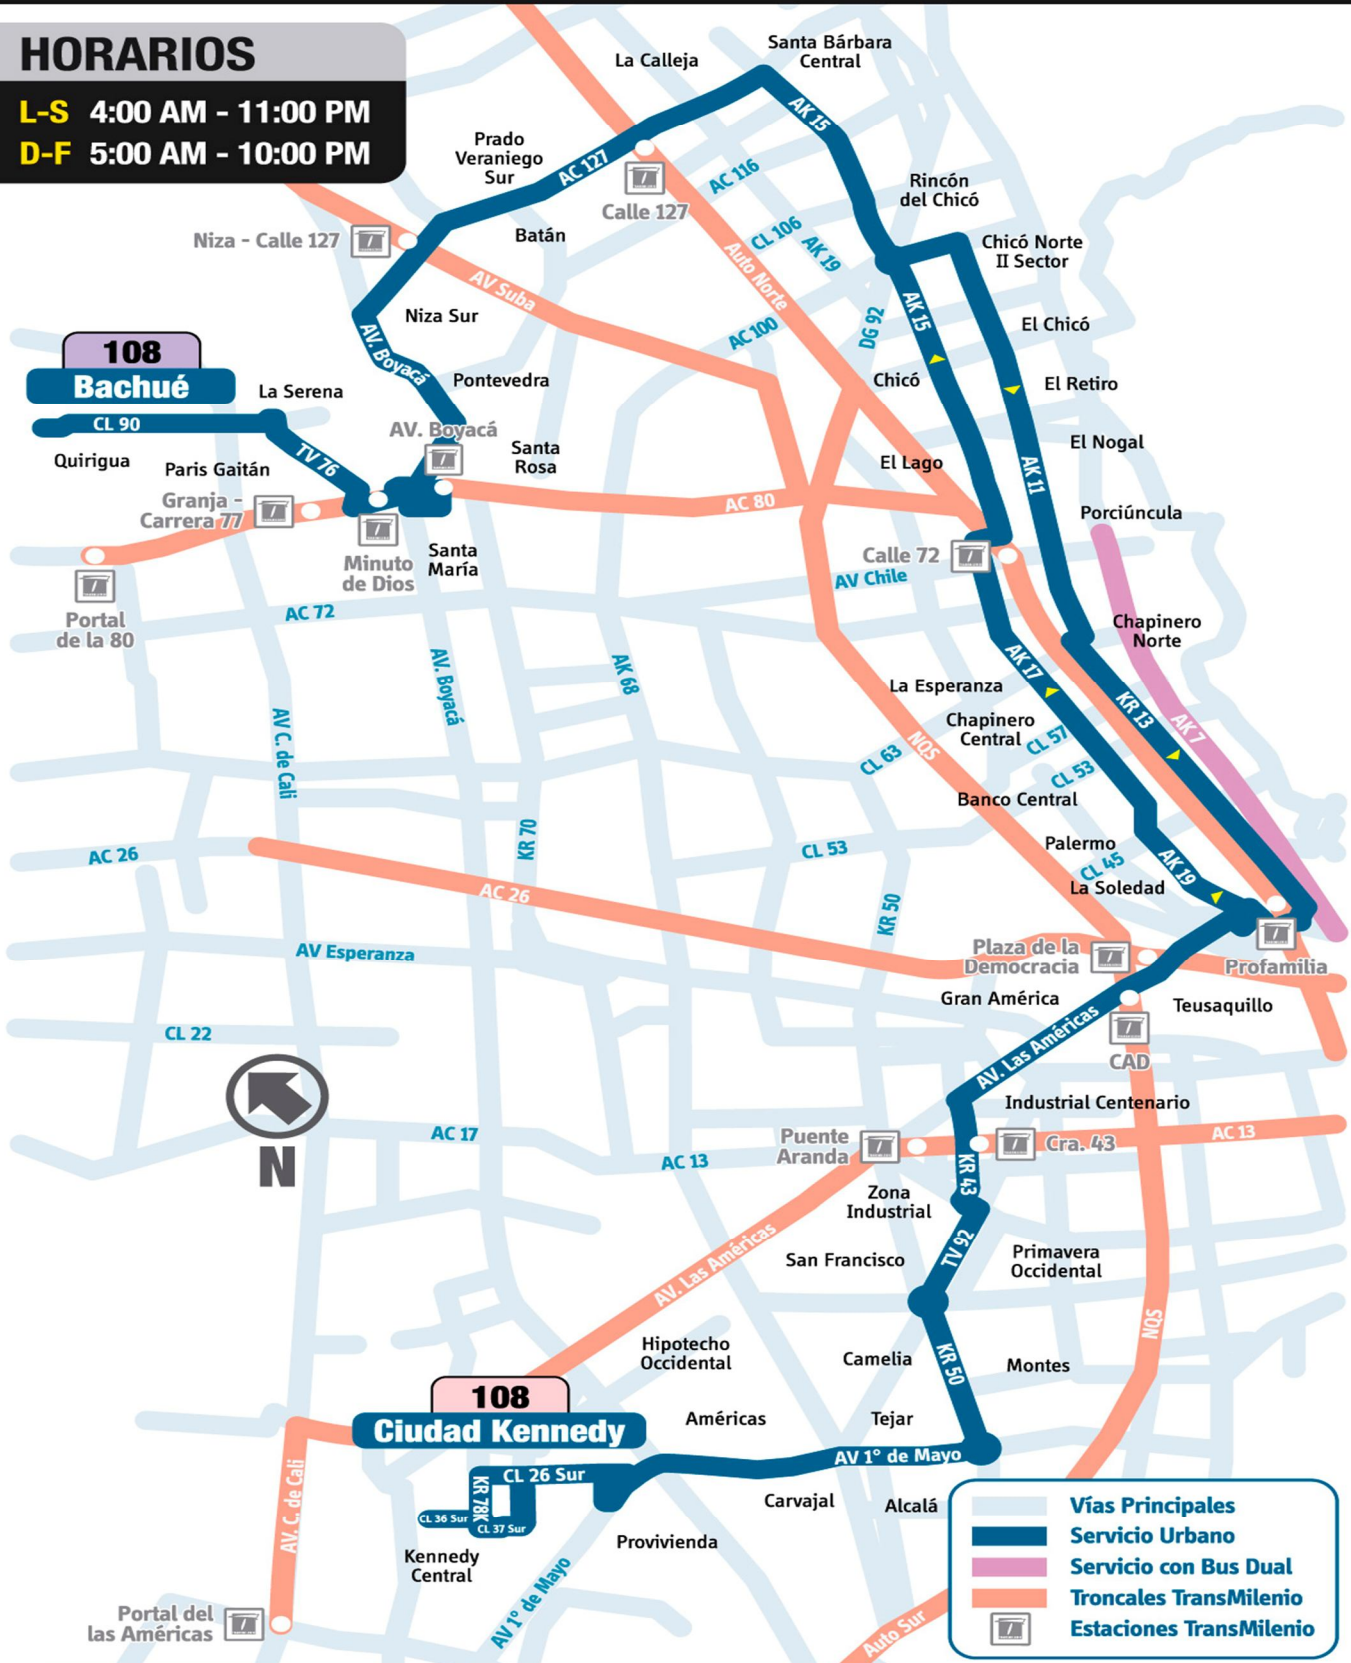 HORARIOS
L-S 4:00 AM - 11:00 PM
D-F 5:00 AM - 10:00 PM
La Calleja
Santa Bárbara
Central
AK 15
Prado
Veraniego
Sur
AC 127
Calle 127
AC 116
Rincón
del Chicó
CL 106
AK 19
Niza - Calle 127
Batán
Auto Norte
Chicó Norte
II Sector
AV Suba
Niza Sur
AK 15
DG 92
AC 100
El Chicó
AV. Boyacá
108
Bachué
La Serena
Pontevedra
Chicó
El Retiro
CL 90
AV. Boyacá
El Nogal
Quirigua
Paris Gaitán
TV 76
Santa
Rosa
El Lago
AK 11
Granja -
Carrera 77
AC 80
Porciúncula
Minuto
de Dios
Santa
María
Calle 72
AV Chile
Portal
de la 80
AC 72
Chapinero
Norte
AV. Boyacá
AK 68
AK 17
La Esperanza
KR 13
AK 7
AV C. de Cali
Chapinero
Central
CL 57
NQS
CL 63
CL 53
Banco Central
KR 70
AC 26
CL 53
Palermo
CL 45
AK 19
La Soledad
AC 26
KR 50
AV Esperanza
Plaza de la
Democracia
Profamilia
Gran América
Teusaquillo
CL 22
AV. Las Américas
CAD
N
Industrial Centenario
AC 17
Puente
Aranda
Cra. 43
AC 13
AC 13
KR 43
Zona
Industrial
TV 26
San Francisco
Primavera
Occidental
AV. Las Américas
NQS
Hipotecho
Occidental
Camelia
KR 50
Montes
108
Ciudad Kennedy
Américas
Tejar
AV 1° de Mayo
CL 26 Sur
KR 78K
CL 36 Sur
CL 37 Sur
Carvajal
Alcalá
AV. C. de Cali
Provivienda
Kennedy
Central
AV 1° de Mayo
Portal del
las Américas
Auto Sur
Vías Principales
Servicio Urbano
Servicio con Bus Dual
Troncales TransMilenio
Estaciones TransMilenio